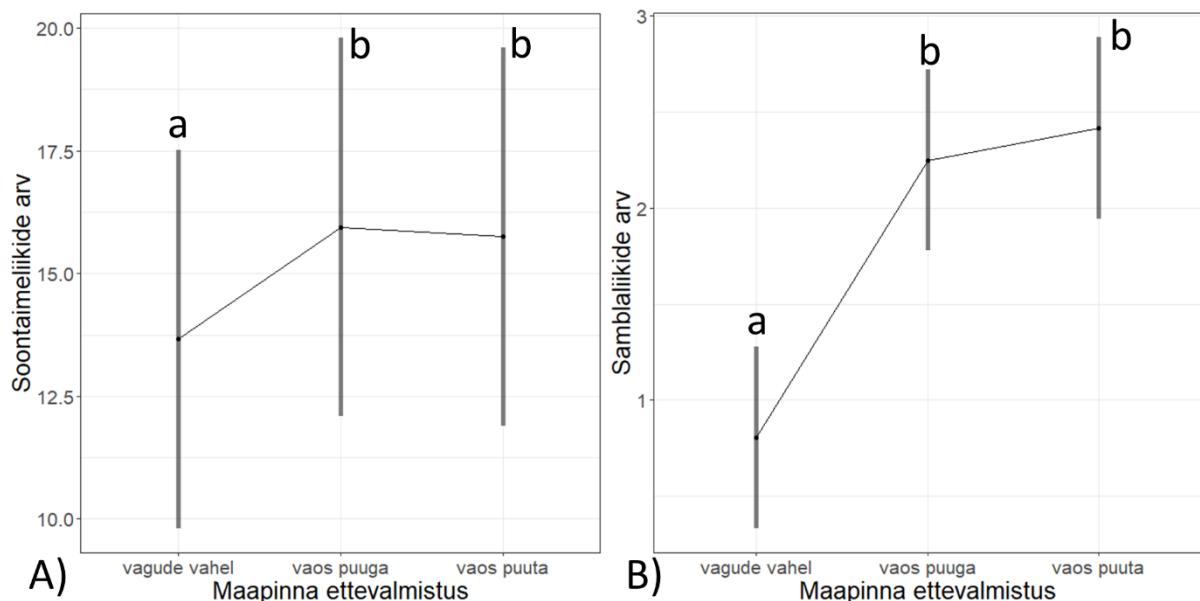 20.0
17.5
15.0
12.5
10.0
Soontaimeliikide arv
a
b
b
vagude vahel
vaos puuga
vaos puuta
A)
Maapinna ettevalmistus
3
2
1
Samblaliikide arv
a
b
b
vagude vahel
vaos puuga
vaos puuta
B)
Maapinna ettevalmistus